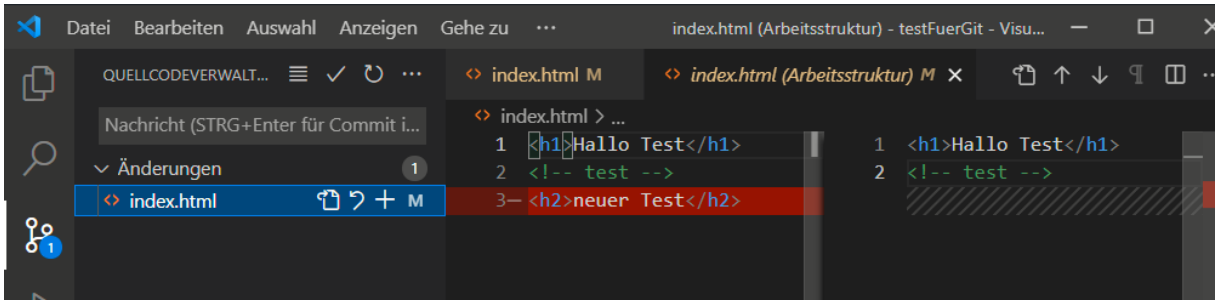 Datei Bearbeiten Auswahl Anzeigen Gehe zu ··· index.html (Arbeitsstruktur) - testFuerGit - Visu...
QUELLCODEVERWALT... ···
Nachricht (STRG+Enter für Commit i...
Änderungen 1
index.html M
1
index.html M index.html (Arbeitsstruktur) M
index.html > ...
1 <h1>Hallo Test</h1>
2 <!-- test -->
3— <h2>neuer Test</h2>
1 <h1>Hallo Test</h1>
2 <!-- test -->